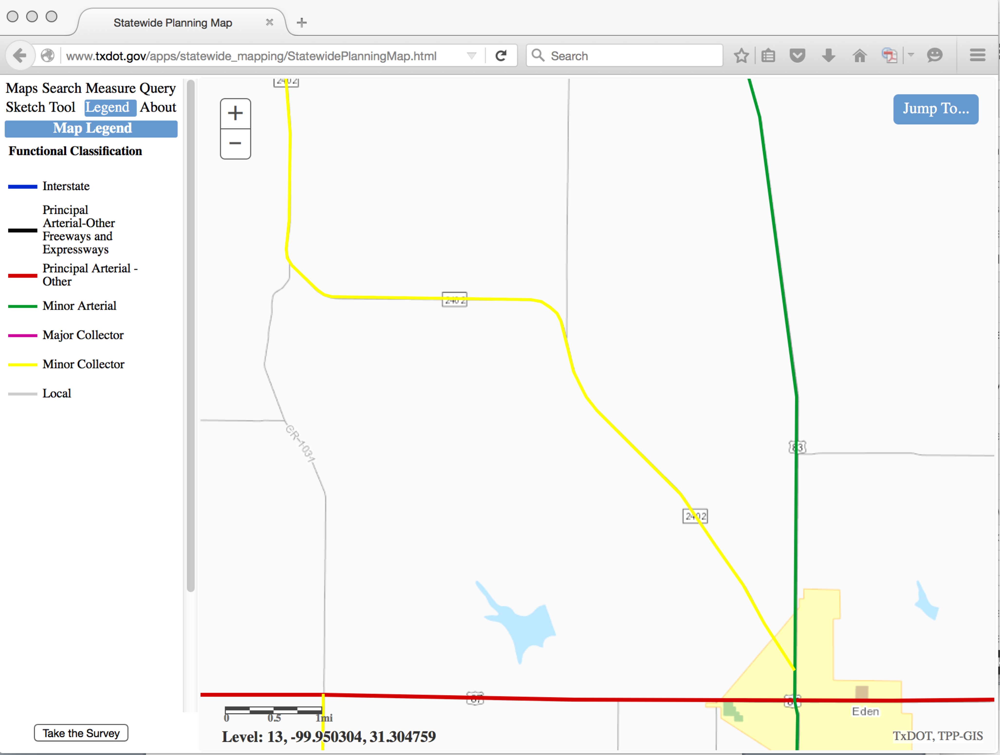 Statewide Planning Map
www.txdot.gov/apps/statewide_mapping/StatewidePlanningMap.html
Search
Maps Search Measure Query
Sketch Tool Legend About
Map Legend
Functional Classification
Interstate
Principal
Arterial-Other
Freeways and
Expressways
Principal Arterial -
Other
Minor Arterial
Major Collector
Minor Collector
Local
Take the Survey
2402
Jump To...
2402
CR-1031
83
2402
87
Eden
0 0.5 1mi
Level: 13, -99.950304, 31.304759
TxDOT, TPP-GIS